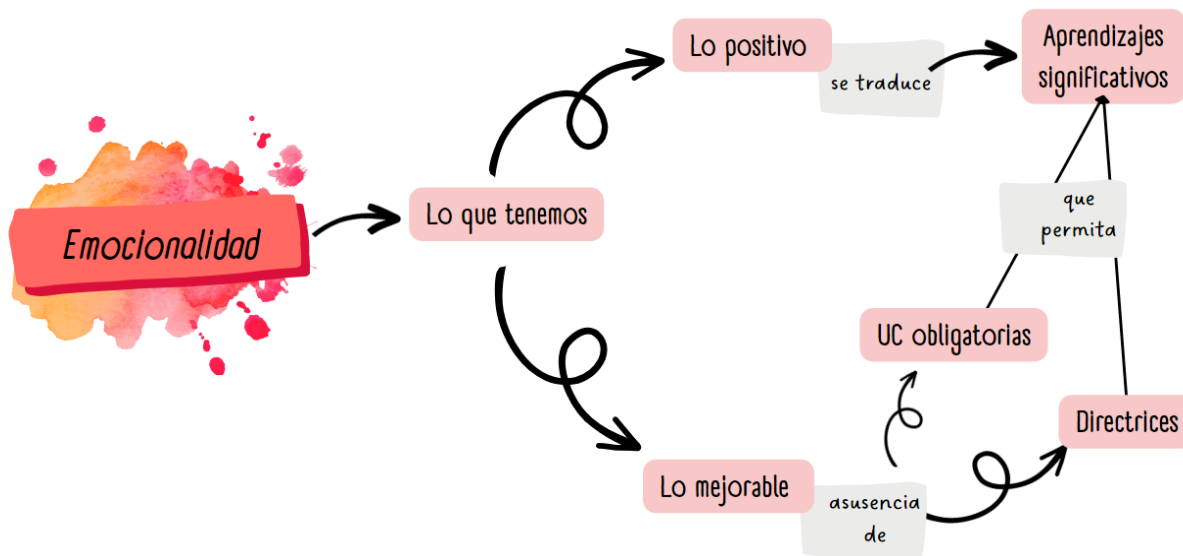 Emocionalidad
Lo que tenemos
Lo positivo
se traduce
Aprendizajes
significativos
que
permita
UC obligatorias
Directrices
Lo mejorable
asusencia
de